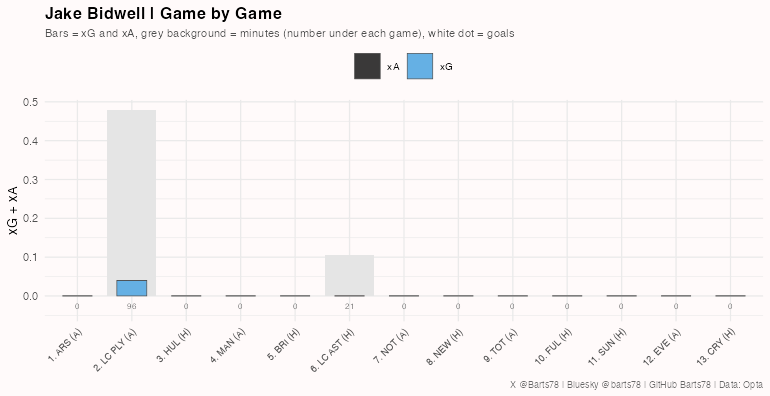 Jake Bidwell | Game by Game
Bars = xG and xA, grey background = minutes (number under each game), white dot = goals
xA xG
xG + xA
0.5
0.4
0.3
0.2
0.1
0.0
0 96 0 0 0 21 0 0 0 0 0 0 0
1. ARS (A)
2. LC PLY (A)
3. HUL (H)
4. MAN (A)
5. BRI (H)
6. LC AST (H)
7. NOT (A)
8. NEW (H)
9. TOT (A)
10. FUL (H)
11. SUN (H)
12. EVE (A)
13. CRY (H)
X @Barts78 | Bluesky @barts78 | GitHub Barts78 | Data: Opta